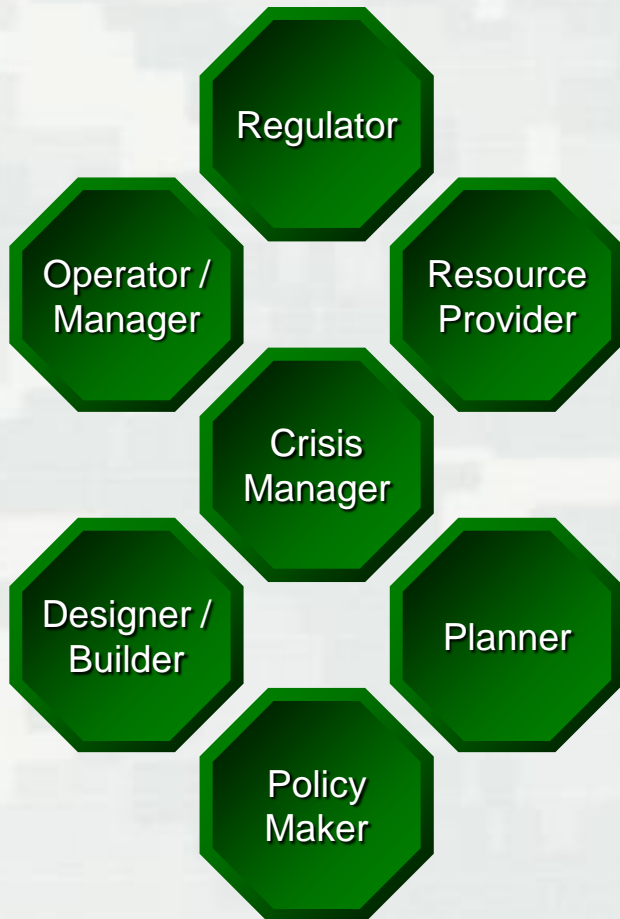 Regulator
Operator /
Manager
Resource
Provider
Crisis
Manager
Designer /
Builder
Planner
Policy
Maker